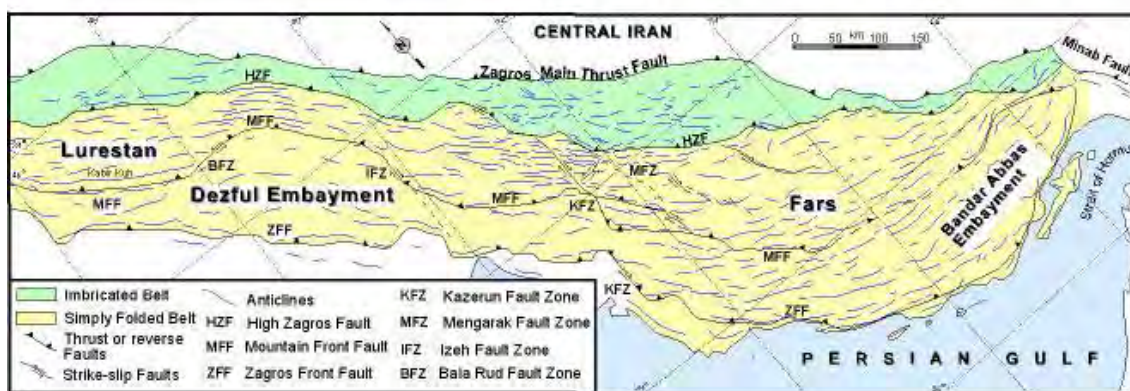 CENTRAL IRAN
N
0 50 km 100 150
Zagros Main Thrust Fault
Minab Fault
HZF
MFF
Lurestan
BFZ
Kabir Kuh
IFZ
HZF
MFZ
Dezful Embayment
MFF
MFF
KFZ
Fars
Bandar Abbas
Embayment
Strait of Hormuz
ZFF
MFF
KFZ
ZFF
PERSIAN GULF
Imbricated Belt
Simply Folded Belt
Thrust or reverse
Faults
Strike-slip Faults
Anticlines
HZF High Zagros Fault
MFF Mountain Front Fault
ZFF Zagros Front Fault
KFZ Kazerun Fault Zone
MFZ Mengarak Fault Zone
IFZ Izeh Fault Zone
BFZ Bala Rud Fault Zone